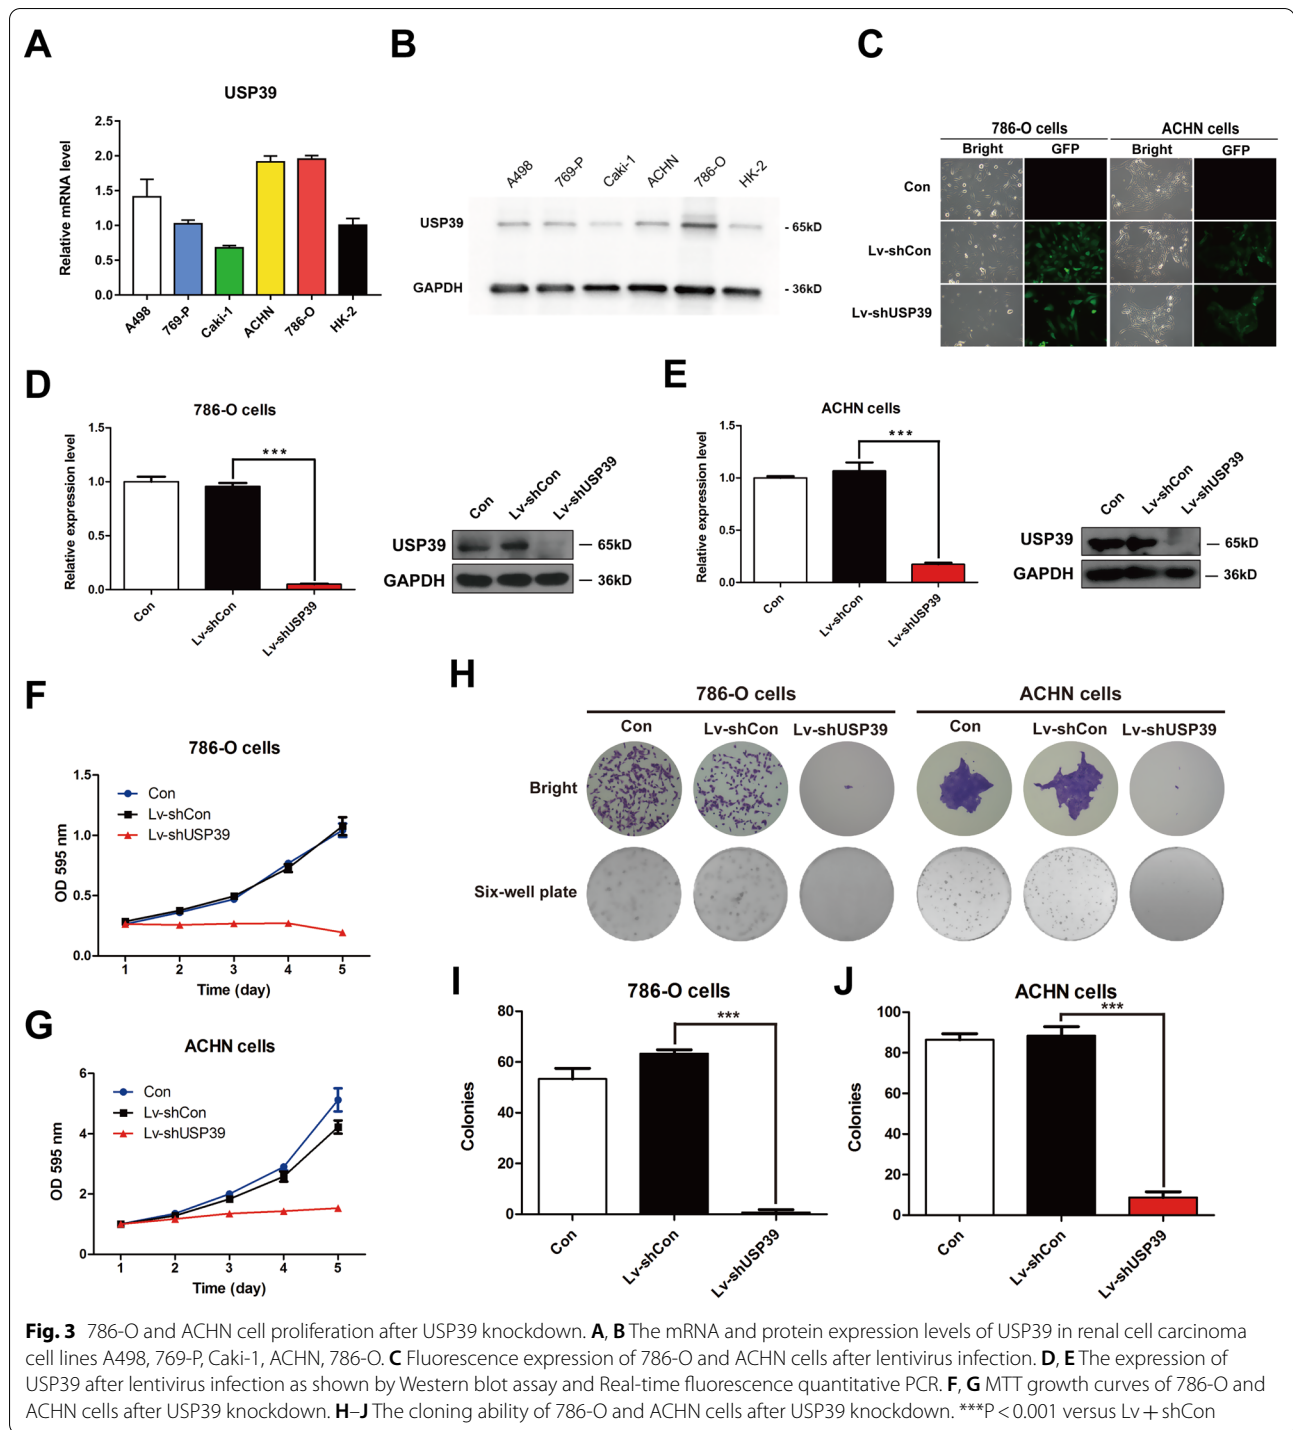 A
USP39
Relative mRNA level
2.5
2.0
1.5
1.0
0.5
0.0
A498
769-P
Caki-1
ACHN
786-O
HK-2
B
A498
769-P
Caki-1
ACHN
786-O
HK-2
USP39
- 65kD
GAPDH
- 36kD
C
786-O cells
ACHN cells
Bright
GFP
Bright
GFP
Con
Lv-shCon
Lv-shUSP39
D
786-O cells
Relative expression level
1.5
1.0
0.5
0.0
***
Con
Lv-shCon
Lv-shUSP39
Con
Lv-shCon
Lv-shUSP39
USP39
— 65kD
GAPDH
— 36kD
E
ACHN cells
Relative expression level
1.5
1.0
0.5
0.0
***
Con
Lv-shCon
Lv-shUSP39
Con
Lv-shCon
Lv-shUSP39
USP39
— 65kD
GAPDH
— 36kD
F
786-O cells
OD 595 nm
1.5
1.0
0.5
0.0
Con
Lv-shCon
Lv-shUSP39
1
2
3
4
5
Time (day)
G
ACHN cells
OD 595 nm
6
4
2
0
Con
Lv-shCon
Lv-shUSP39
1
2
3
4
5
Time (day)
H
786-O cells
ACHN cells
Con
Lv-shCon
Lv-shUSP39
Con
Lv-shCon
Lv-shUSP39
Bright
Six-well plate
I
786-O cells
Colonies
80
60
40
20
0
***
Con
Lv-shCon
Lv-shUSP39
J
ACHN cells
Colonies
100
80
60
40
20
0
***
Con
Lv-shCon
Lv-shUSP39
Fig. 3 786-O and ACHN cell proliferation after USP39 knockdown. A, B The mRNA and protein expression levels of USP39 in renal cell carcinoma
cell lines A498, 769-P, Caki-1, ACHN, 786-O. C Fluorescence expression of 786-O and ACHN cells after lentivirus infection. D, E The expression of
USP39 after lentivirus infection as shown by Western blot assay and Real-time fluorescence quantitative PCR. F, G MTT growth curves of 786-O and
ACHN cells after USP39 knockdown. H–J The cloning ability of 786-O and ACHN cells after USP39 knockdown. ***P < 0.001 versus Lv + shCon